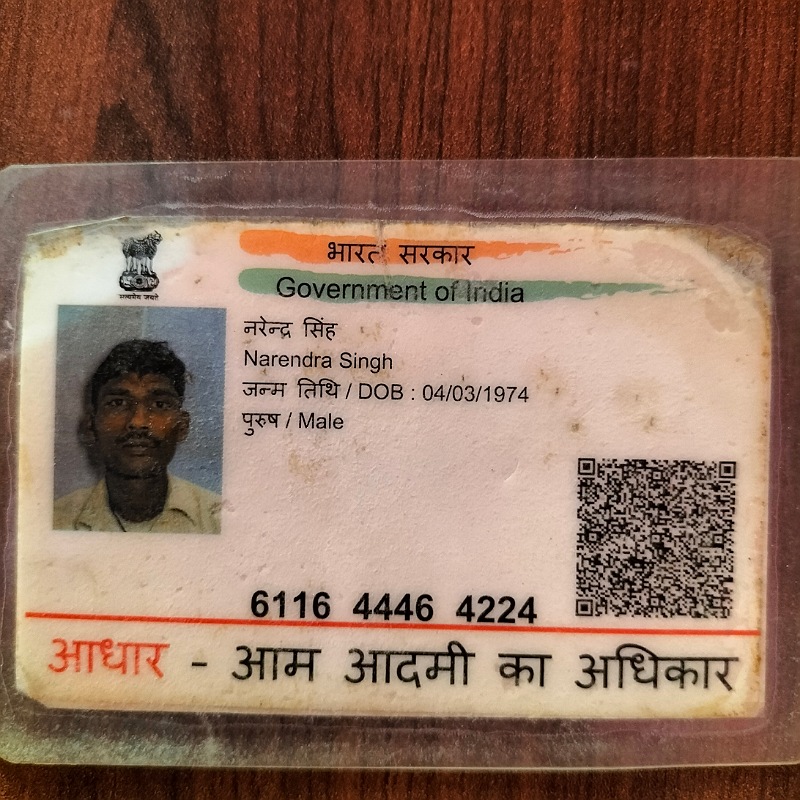 भारत सरकार
Government of India
सत्यमेव जयते
नरेन्द्र सिंह
Narendra Singh
जन्म तिथि / DOB : 04/03/1974
पुरुष / Male
6116 4446 4224
आधार - आम आदमी का अधिकार